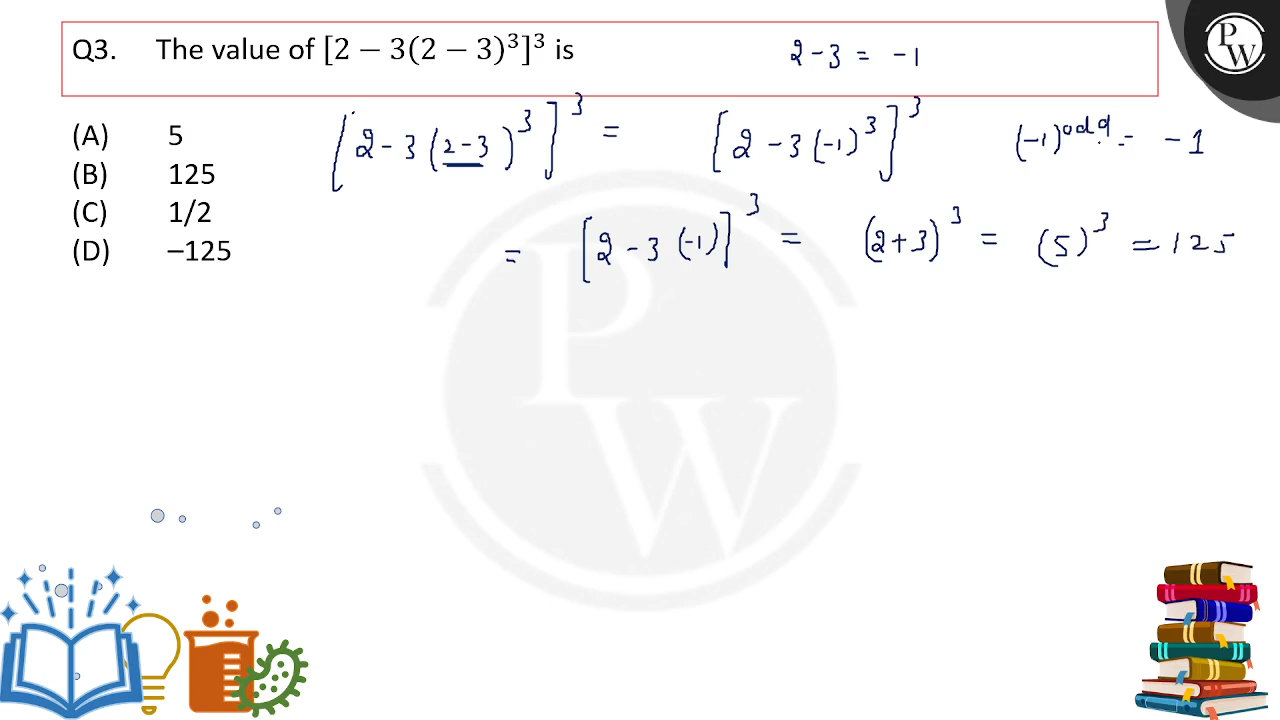 Q3. The value of [2 − 3(2 − 3)³]³ is
2 - 3 = -1
(A) 5
(B) 125
(C) 1/2
(D) –125
[2 - 3 (2 - 3)³]³ = [2 - 3 (-1)³]³
(-1)ᵒᵈᵈ = -1
= [2 - 3 (-1)]³ = (2 + 3)³ = (5)³ = 125
PW
PW